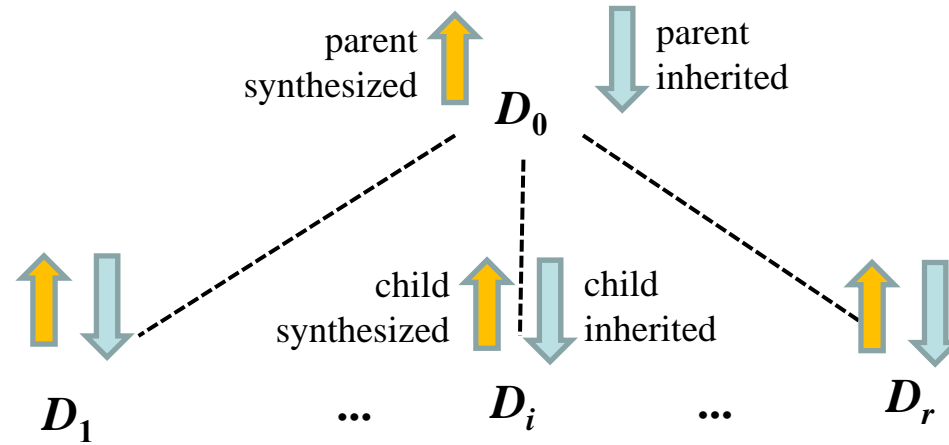 parent
synthesized
parent
inherited
D₀
child
synthesized
child
inherited
D₁ ... Dᵢ ... Dᵣ